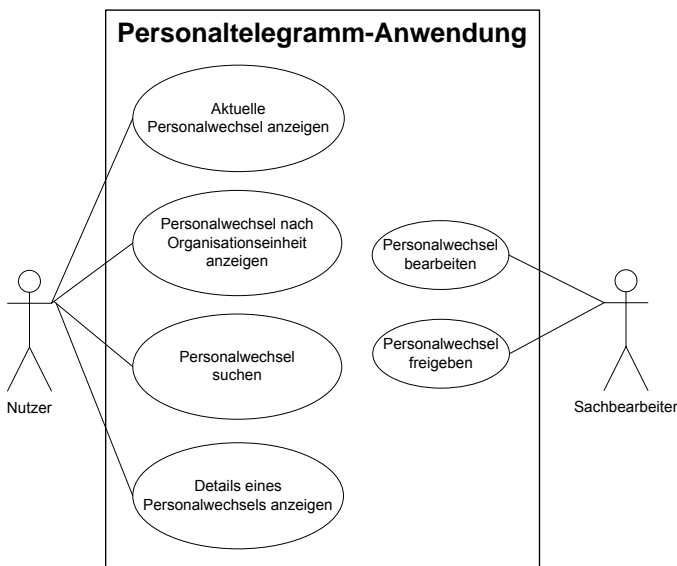 Personaltelegramm-Anwendung
Aktuelle
Personalwechsel anzeigen
Personalwechsel nach
Organisationseinheit
anzeigen
Personalwechsel
bearbeiten
Personalwechsel
suchen
Personalwechsel
freigeben
Nutzer
Sachbearbeiter
Details eines
Personalwechsels anzeigen